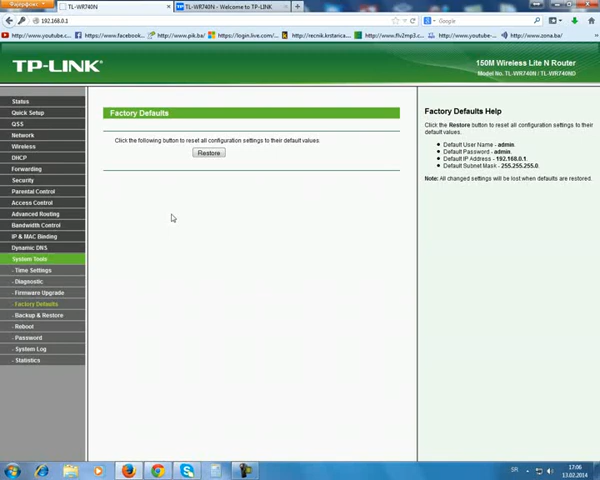 Фајерфокс
TL-WR740N
TL-WR740N - Welcome to TP-LINK
192.168.0.1
Google
http://www.youtube.c...
https://www.facebook...
http://www.pik.ba/
https://login.live.com/
http://recnik.krstarica...
http://www.flv2mp3.c...
http://www.youtube-...
http://www.zona.ba/
TP-LINK®
150M Wireless Lite N Router
Model No. TL-WR740N / TL-WR740ND
Status
Quick Setup
QSS
Network
Wireless
DHCP
Forwarding
Security
Parental Control
Access Control
Advanced Routing
Bandwidth Control
IP & MAC Binding
Dynamic DNS
System Tools
- Time Settings
- Diagnostic
- Firmware Upgrade
- Factory Defaults
- Backup & Restore
- Reboot
- Password
- System Log
- Statistics
Factory Defaults
Click the following button to reset all configuration settings to their default values.
Restore
Factory Defaults Help
Click the Restore button to reset all configuration settings to their
default values.
• Default User Name - admin.
• Default Password - admin.
• Default IP Address - 192.168.0.1.
• Default Subnet Mask - 255.255.255.0.
Note: All changed settings will be lost when defaults are restored.
SR
17:06
13.02.2014